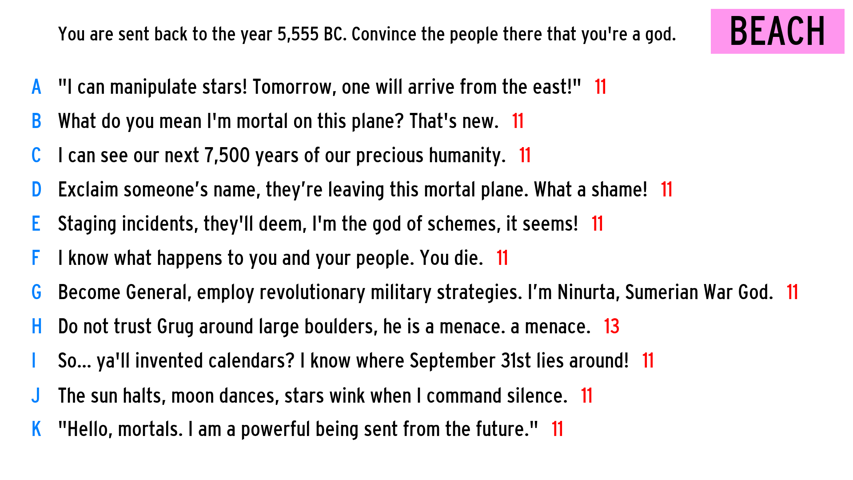 You are sent back to the year 5,555 BC. Convince the people there that you're a god.
BEACH
A "I can manipulate stars! Tomorrow, one will arrive from the east!" 11
B What do you mean I'm mortal on this plane? That's new. 11
C I can see our next 7,500 years of our precious humanity. 11
D Exclaim someone’s name, they’re leaving this mortal plane. What a shame! 11
E Staging incidents, they'll deem, I'm the god of schemes, it seems! 11
F I know what happens to you and your people. You die. 11
G Become General, employ revolutionary military strategies. I’m Ninurta, Sumerian War God. 11
H Do not trust Grug around large boulders, he is a menace. a menace. 13
I So... ya'll invented calendars? I know where September 31st lies around! 11
J The sun halts, moon dances, stars wink when I command silence. 11
K "Hello, mortals. I am a powerful being sent from the future." 11